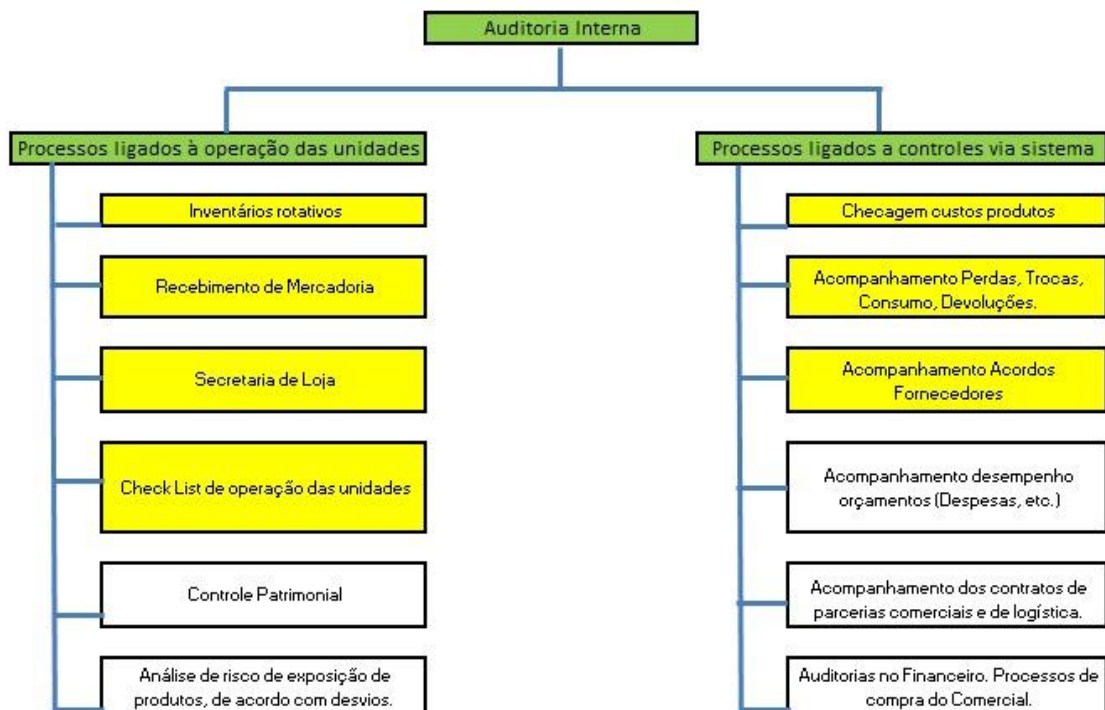 Auditoria Interna
Processos ligados à operação das unidades
Inventários rotativos
Recebimento de Mercadoria
Secretaria de Loja
Check List de operação das unidades
Controle Patrimonial
Análise de risco de exposição de
produtos, de acordo com desvios.
Processos ligados a controles via sistema
Checagem custos produtos
Acompanhamento Perdas, Trocas,
Consumo, Devoluções.
Acompanhamento Acordos
Fornecedores
Acompanhamento desempenho
orçamentos (Despesas, etc.)
Acompanhamento dos contratos de
parcerias comerciais e de logística.
Auditorias no Financeiro. Processos de
compra do Comercial.